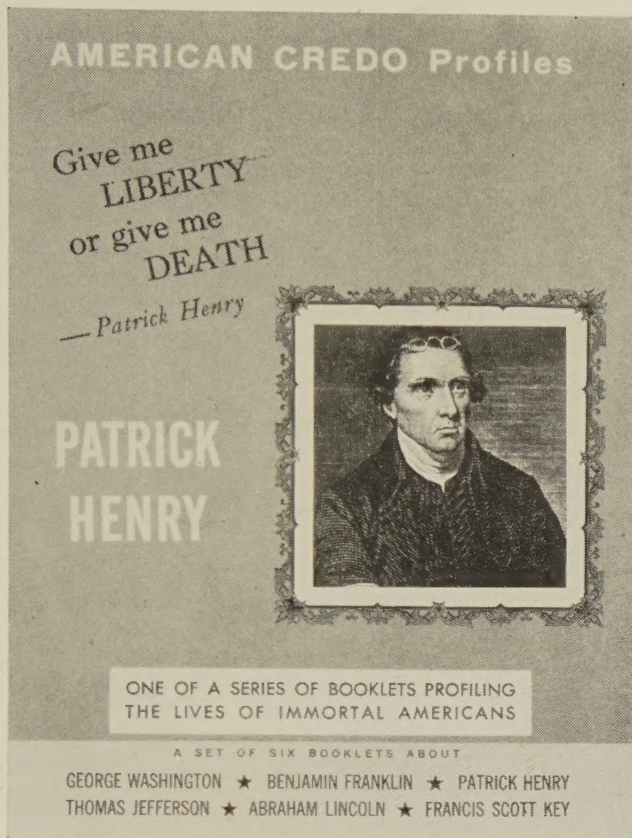 AMERICAN CREDO Profiles
Give me
LIBERTY
or give me
DEATH
— Patrick Henry
PATRICK
HENRY
ONE OF A SERIES OF BOOKLETS PROFILING
THE LIVES OF IMMORTAL AMERICANS
A SET OF SIX BOOKLETS ABOUT
GEORGE WASHINGTON ★ BENJAMIN FRANKLIN ★ PATRICK HENRY
THOMAS JEFFERSON ★ ABRAHAM LINCOLN ★ FRANCIS SCOTT KEY